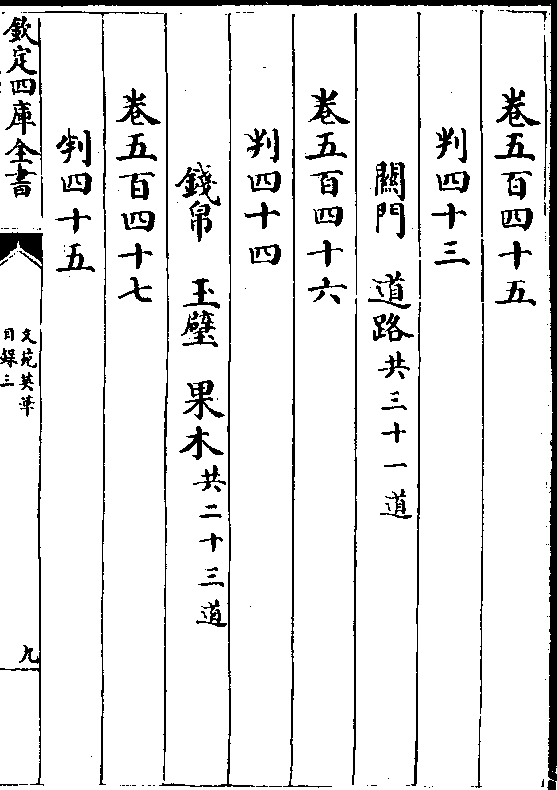 卷五百四十五
判四十三
關門 道路共三十一道
卷五百四十六
判四十四
錢帛 玉璧 果木共二十三道
卷五百四十七
判四十五
欽定四庫全書
文苑英華
目錄三
九